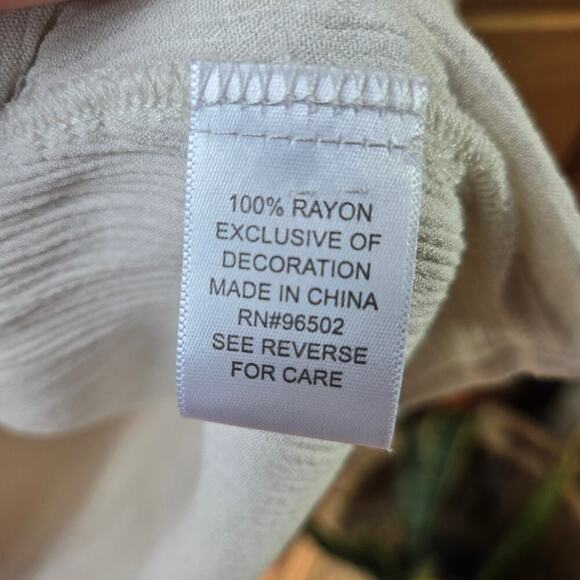 100% RAYON
EXCLUSIVE OF
DECORATION
MADE IN CHINA
RN#96502
SEE REVERSE
FOR CARE